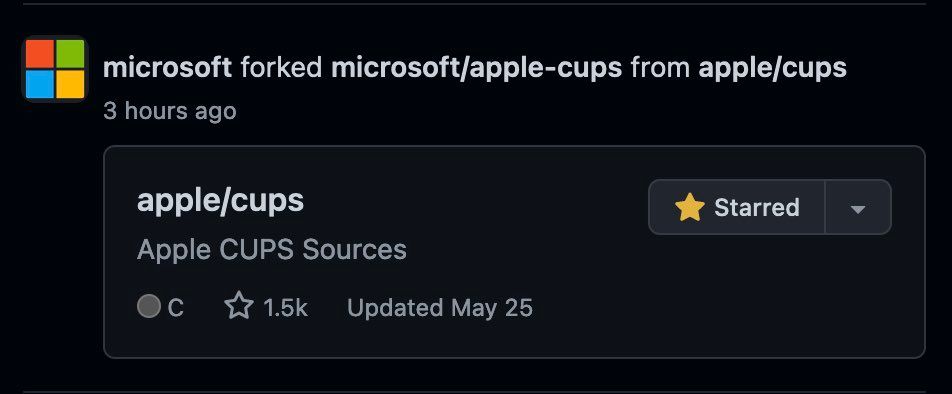 microsoft forked microsoft/apple-cups from apple/cups
3 hours ago
apple/cups
Starred
Apple CUPS Sources
C 1.5k Updated May 25